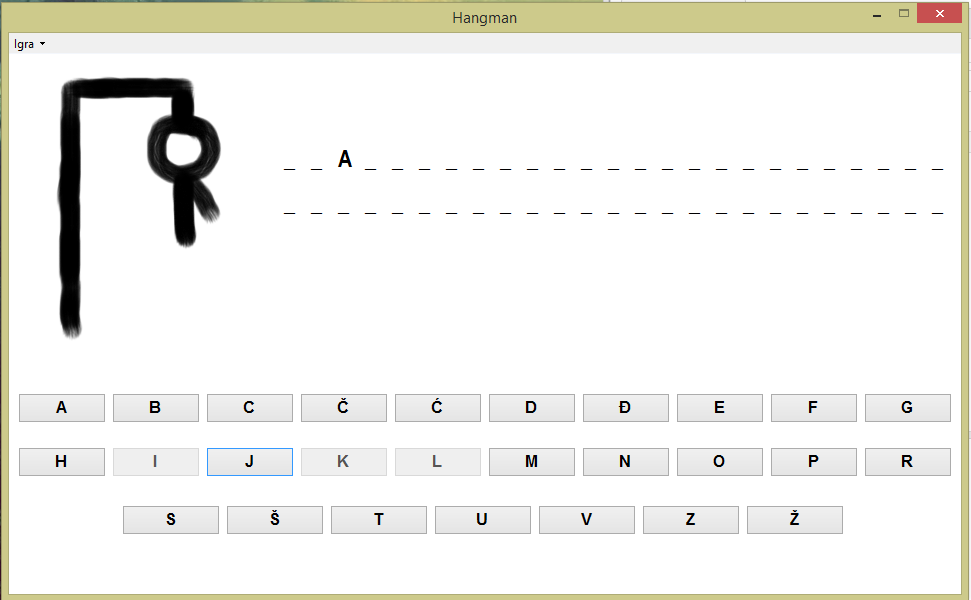 Hangman
Igra
_ _ A _ _ _ _ _ _ _ _ _ _ _ _ _ _ _ _ _ _ _ _ _ _
_ _ _ _ _ _ _ _ _ _ _ _ _ _ _ _ _ _ _ _ _ _ _ _ _
A B C Č Ć D Đ E F G
H I J K L M N O P R
S Š T U V Z Ž